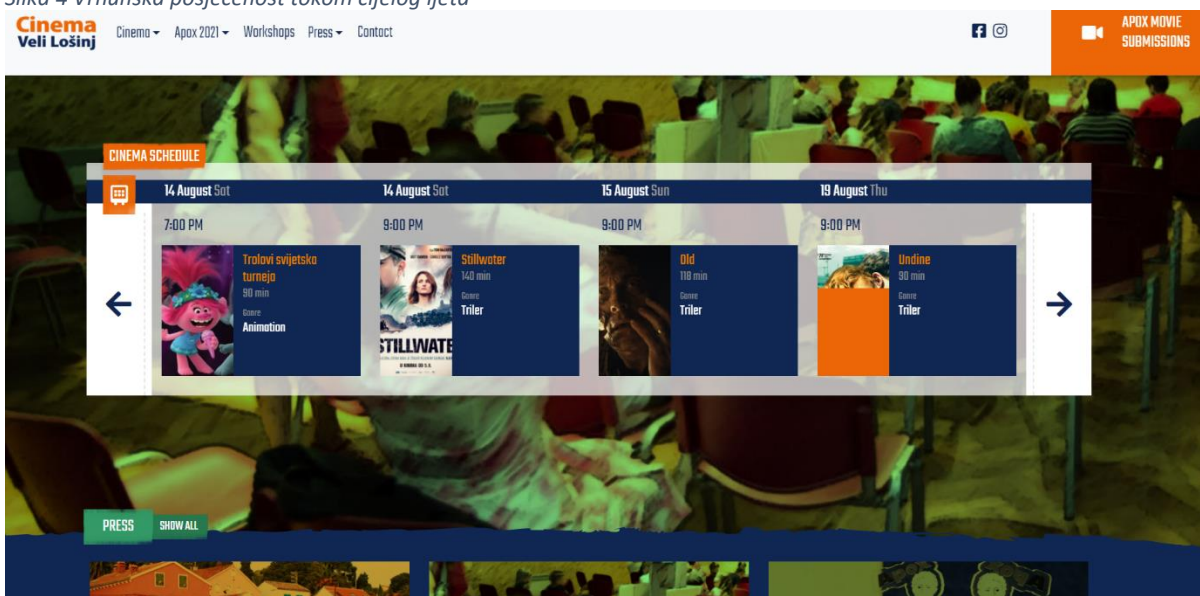 Slika 4 Vrhunska posjećenost tokom cijelog ljeta
Cinema
Veli Lošinj
Cinema
Apox 2021
Workshops
Press
Contact
APOX MOVIE
SUBMISSIONS
CINEMA SCHEDULE
14 August Sat
14 August Sat
15 August Sun
19 August Thu
7:00 PM
9:00 PM
9:00 PM
9:00 PM
Trolovi svijetska
turneja
90 min
Genre
Animation
Stillwater
140 min
Genre
Triler
STILLWATE
Old
118 min
Genre
Triler
Undine
90 min
Genre
Triler
PRESS
SHOW ALL